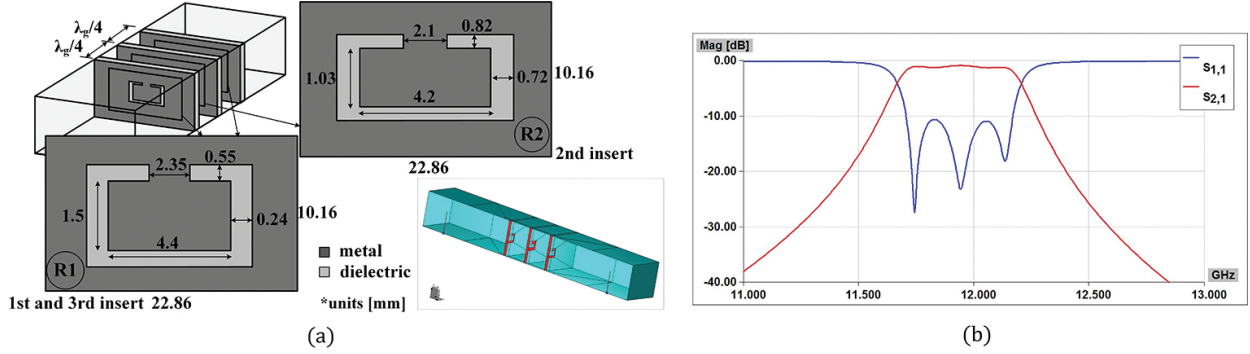 λg/4
λg/4
2.1
0.82
1.03
0.72
10.16
4.2
R2
2nd insert
22.86
2.35
0.55
1.5
0.24
10.16
4.4
R1
metal
dielectric
1st and 3rd insert 22.86
*units [mm]
(a)
Mag [dB]
0.00
-10.00
-20.00
-30.00
-40.00
S1,1
S2,1
GHz
11.000
11.500
12.000
12.500
13.000
(b)